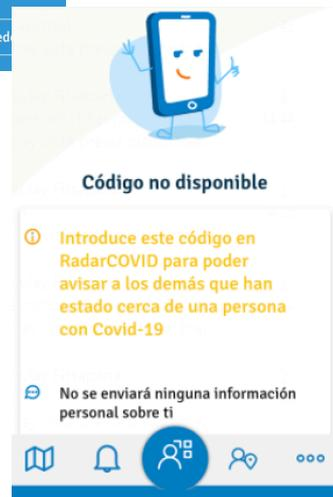 Código no disponible
Introduce este código en
RadarCOVID para poder
avisar a los demás que han
estado cerca de una persona
con Covid-19
No se enviará ninguna información
personal sobre ti